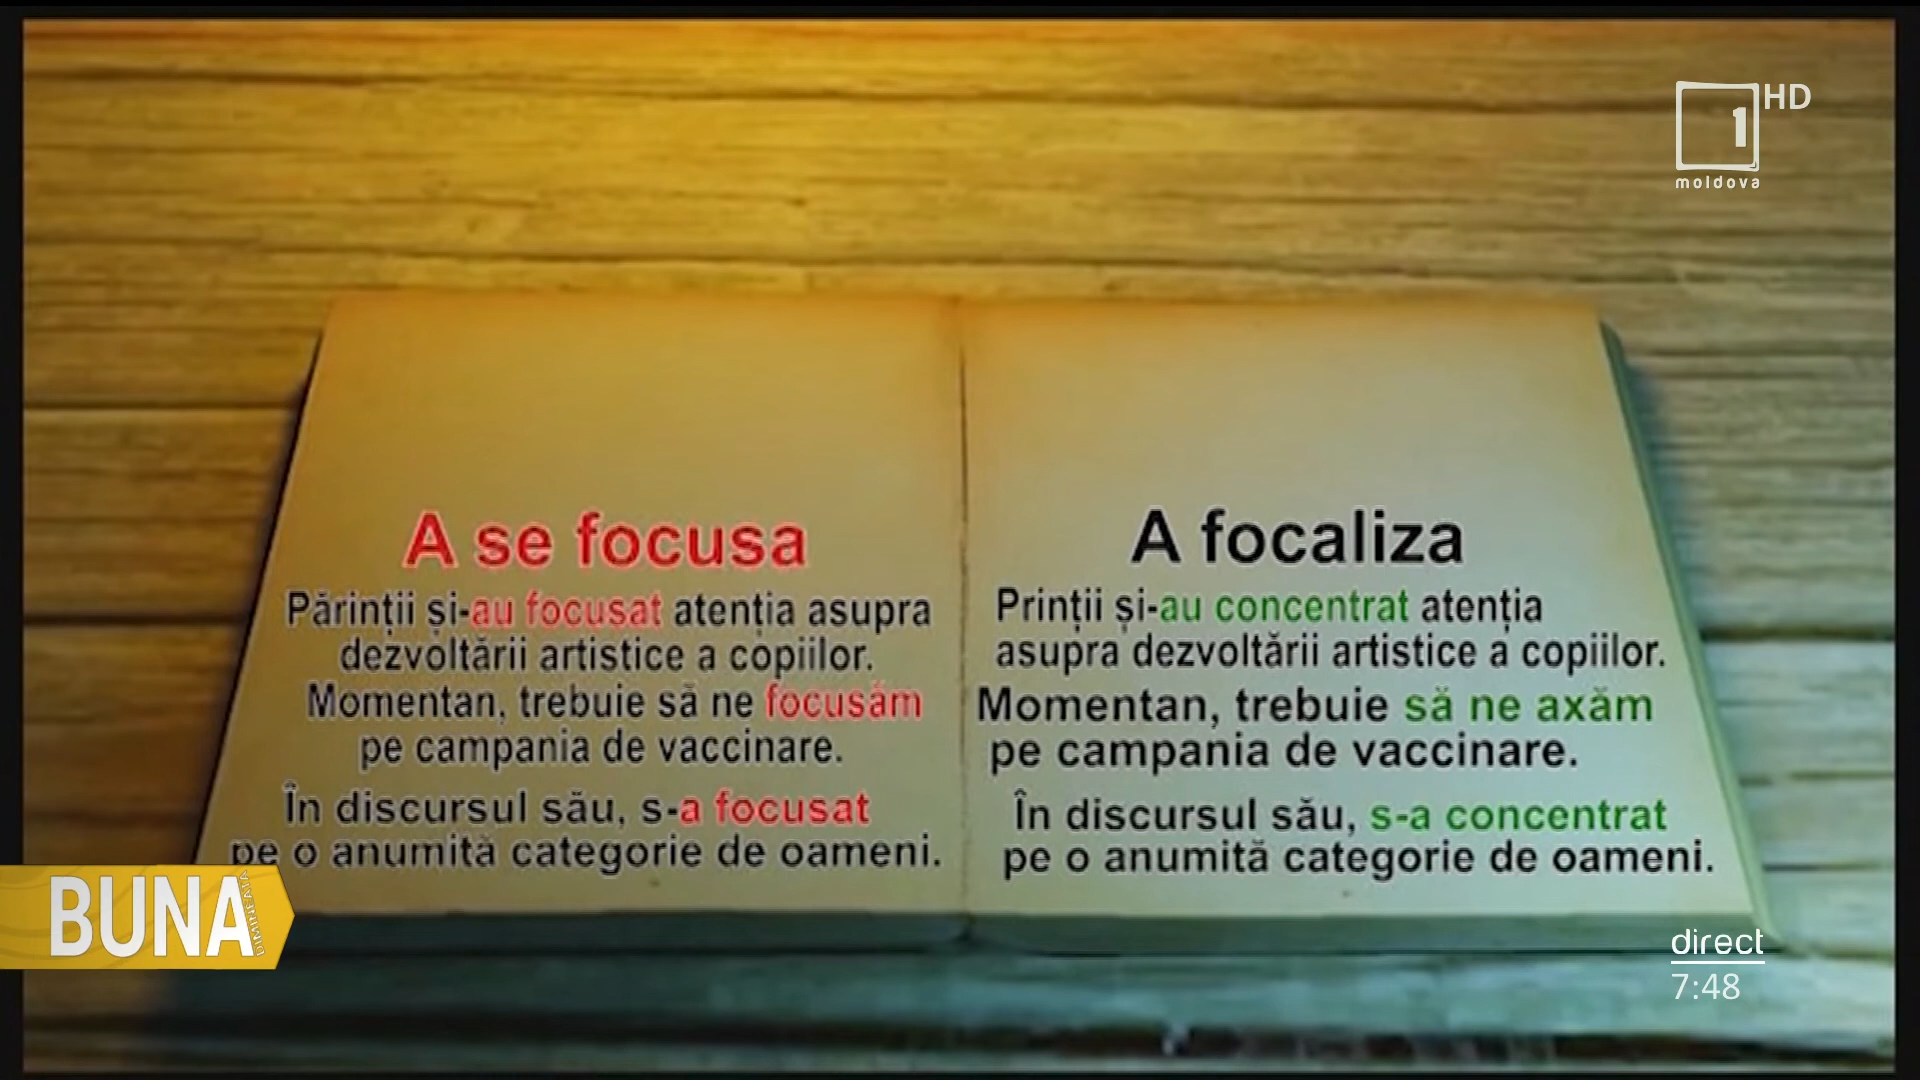 1 HD
moldova
A se focusa
Părinții și-au focusat atenția asupra
dezvoltării artistice a copiilor.
Momentan, trebuie să ne focusăm
pe campania de vaccinare.
În discursul său, s-a focusat
pe o anumită categorie de oameni.
A focaliza
Prinții și-au concentrat atenția
asupra dezvoltării artistice a copiilor.
Momentan, trebuie să ne axăm
pe campania de vaccinare.
În discursul său, s-a concentrat
pe o anumită categorie de oameni.
BUNA
DIMINEAȚA
direct
7:48